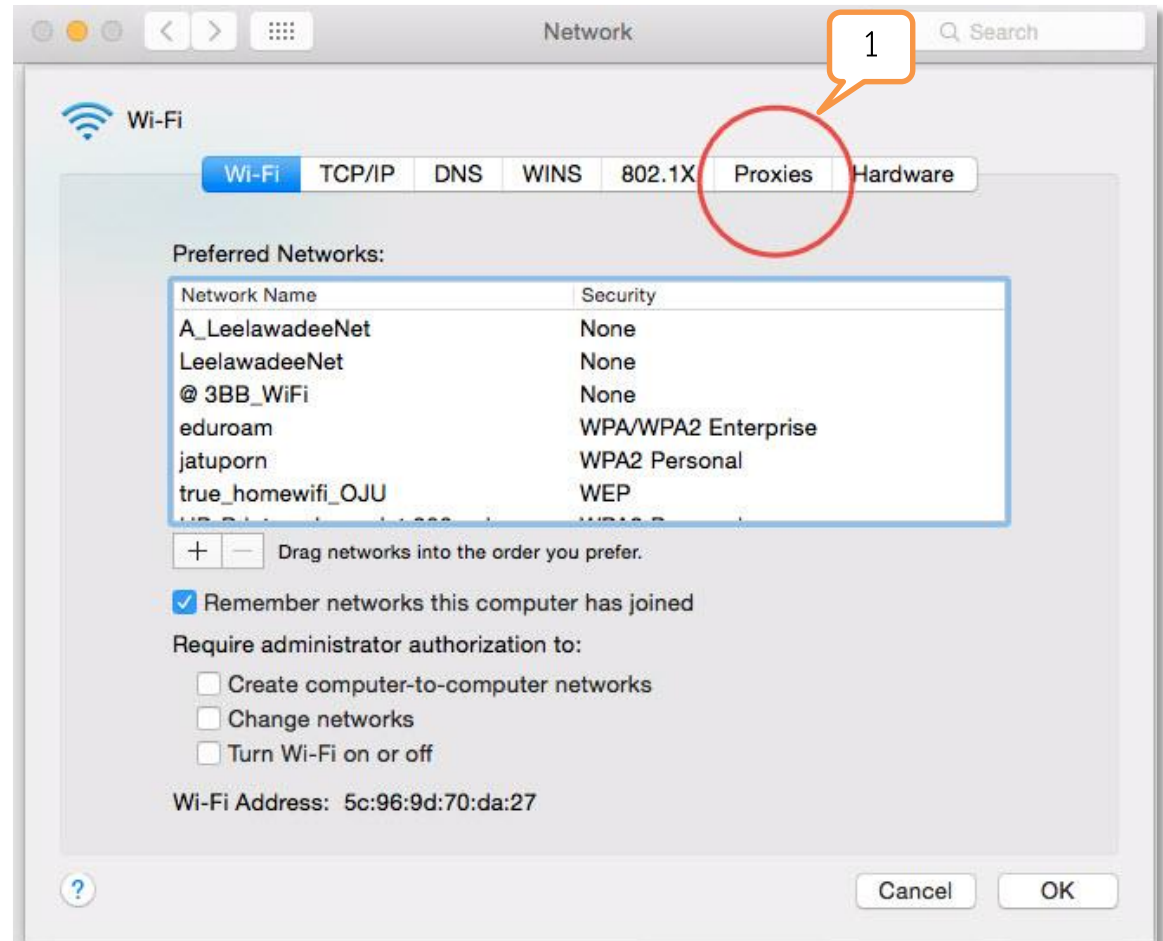 Network
Search
1
Wi-Fi
Wi-Fi TCP/IP DNS WINS 802.1X Proxies Hardware
Preferred Networks:
Network Name Security
A_LeelawadeeNet None
LeelawadeeNet None
@ 3BB_WiFi None
eduroam WPA/WPA2 Enterprise
jatuporn WPA2 Personal
true_homewifi_OJU WEP
+ − Drag networks into the order you prefer.
Remember networks this computer has joined
Require administrator authorization to:
Create computer-to-computer networks
Change networks
Turn Wi-Fi on or off
Wi-Fi Address: 5c:96:9d:70:da:27
? Cancel OK